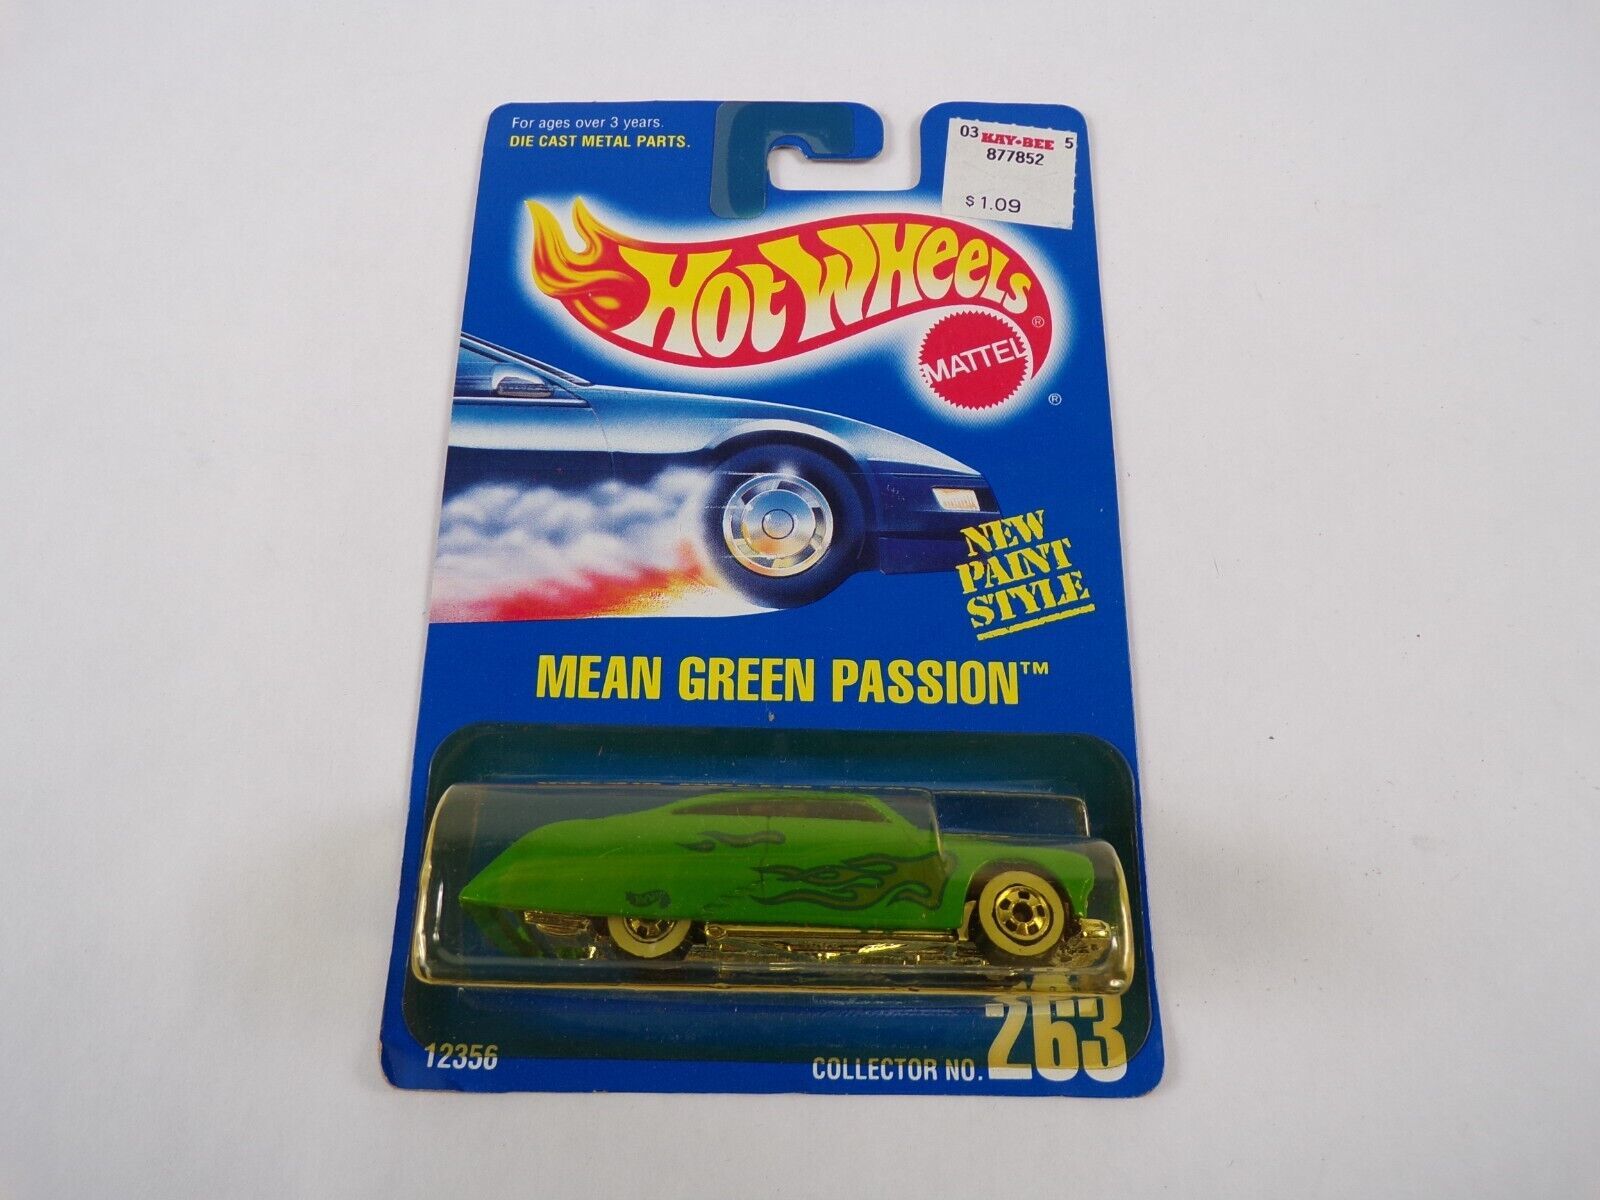 For ages over 3 years.
DIE CAST METAL PARTS.
03 KAY·BEE 5
877852
$1.09
HOT WHEELS ®
MATTEL
®
NEW
PAINT
STYLE
MEAN GREEN PASSION™
12356
COLLECTOR NO. 263